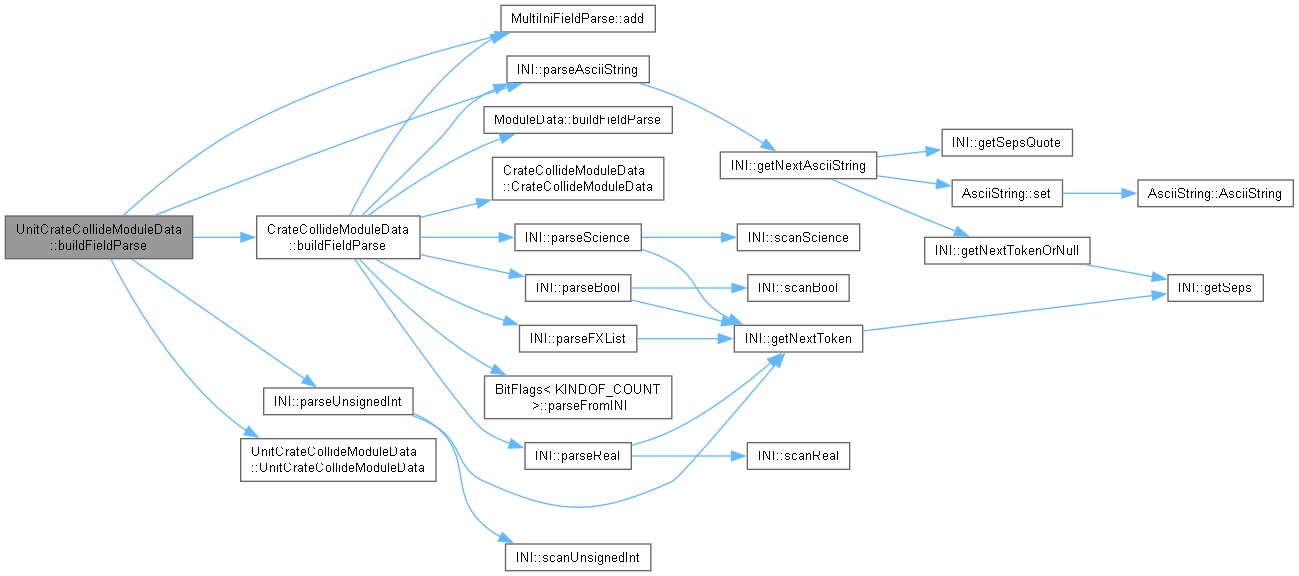 MultiIniFieldParse::add
INI::parseAsciiString
ModuleData::buildFieldParse
INI::getSepsQuote
INI::getNextAsciiString
CrateCollideModuleData
::CrateCollideModuleData
AsciiString::set
AsciiString::AsciiString
UnitCrateCollideModuleData
::buildFieldParse
CrateCollideModuleData
::buildFieldParse
INI::parseScience
INI::scanScience
INI::getNextTokenOrNull
INI::parseBool
INI::scanBool
INI::getSeps
INI::parseFXList
INI::getNextToken
BitFlags< KINDOF_COUNT
>::parseFromINI
INI::parseUnsignedInt
UnitCrateCollideModuleData
::UnitCrateCollideModuleData
INI::parseReal
INI::scanReal
INI::scanUnsignedInt